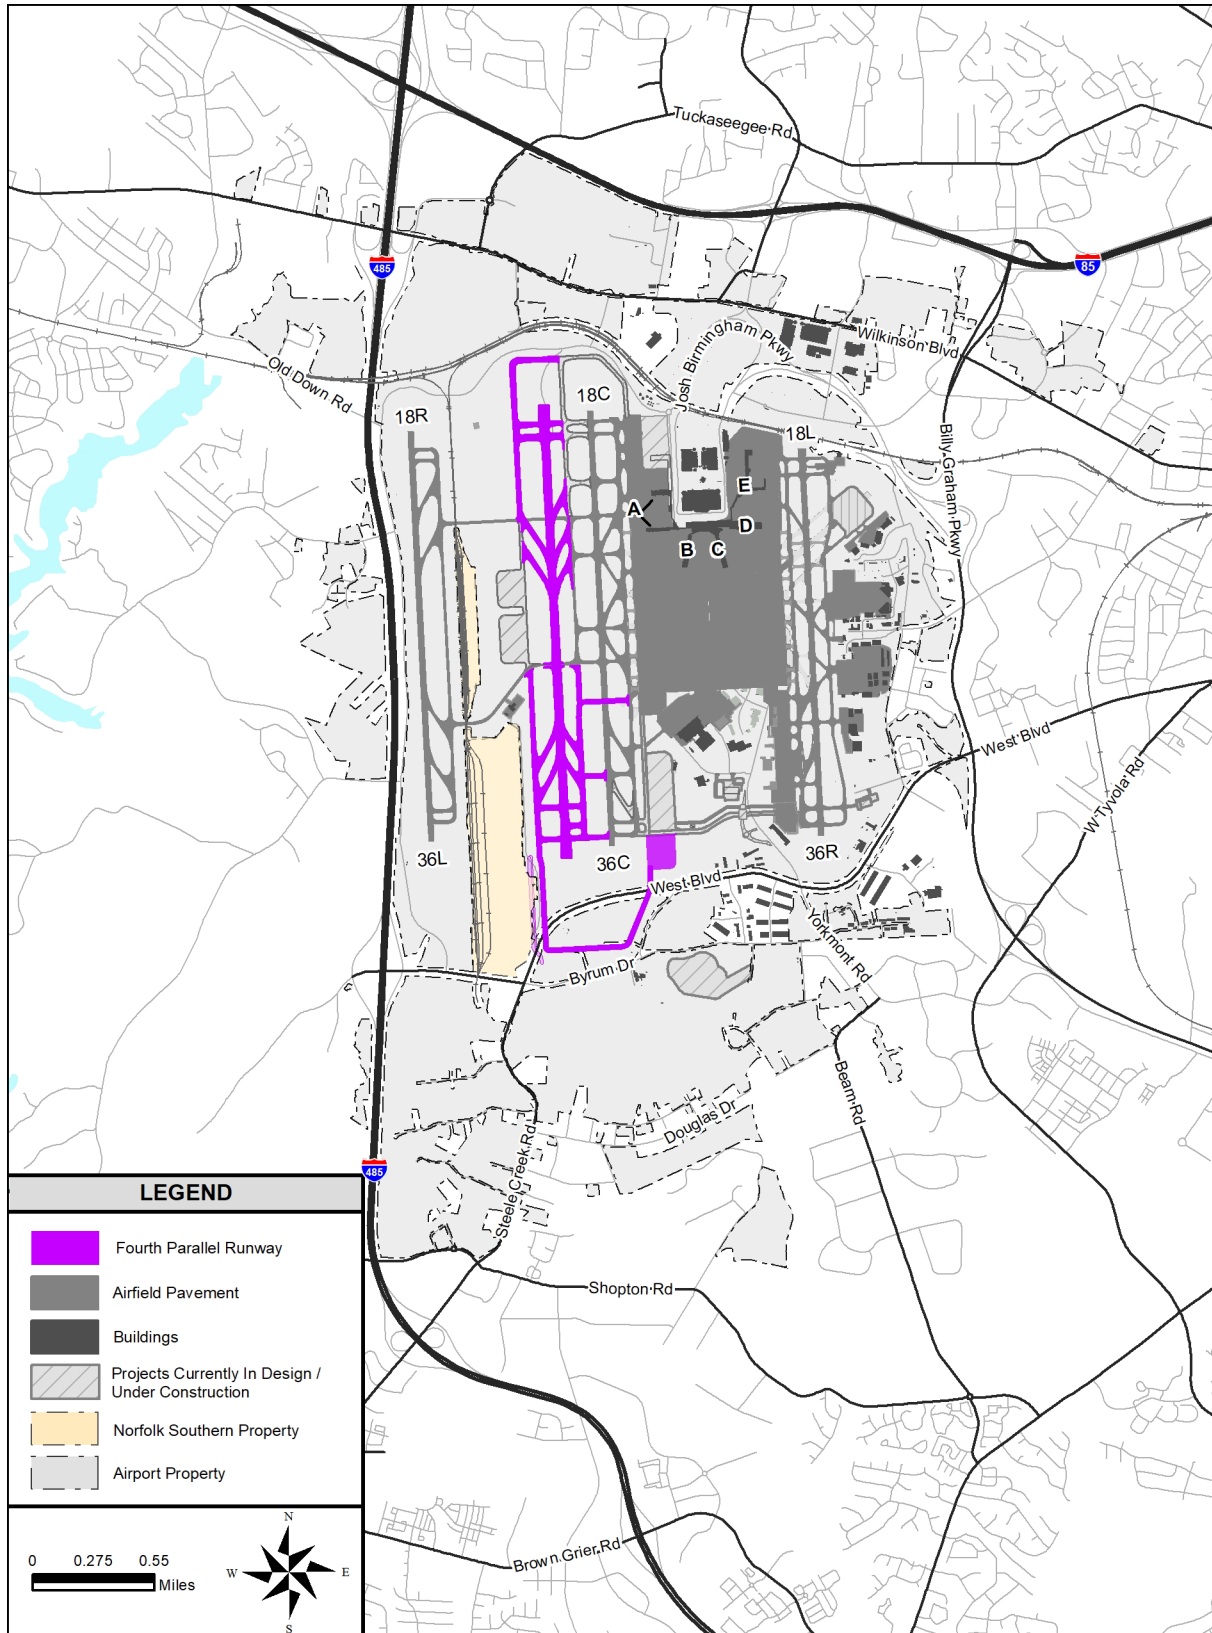 Tuckaseegee Rd
485
85
Josh Birmingham Pkwy
Wilkinson Blvd
Old Down Rd
18R
18C
18L
Billy Graham Pkwy
E
A
D
B
C
West Blvd
W Tyvola Rd
36L
36C
36R
West Blvd
Yorkmont Rd
Byrum Dr
Beam Rd
Douglas Dr
Steele Creek Rd
485
LEGEND
Fourth Parallel Runway
Airfield Pavement
Buildings
Projects Currently In Design /
Under Construction
Norfolk Southern Property
Airport Property
Shopton Rd
Brown Grier Rd
N
W
E
S
0 0.275 0.55
Miles